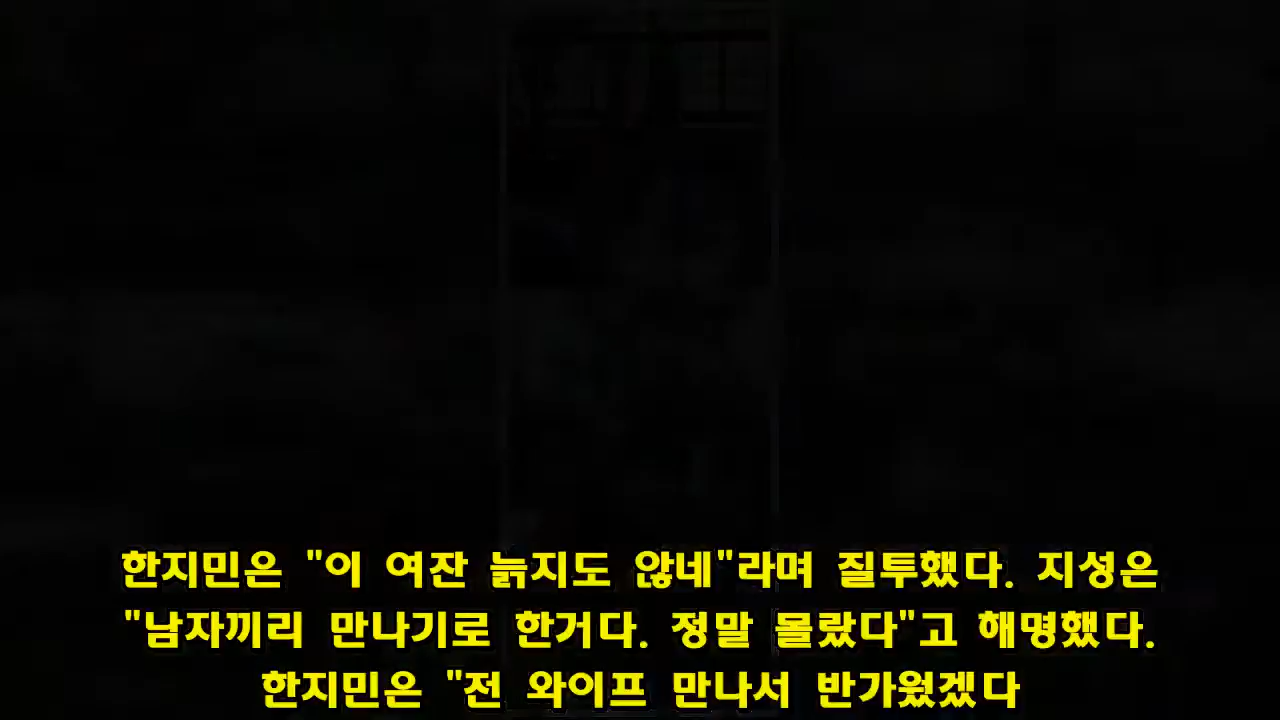 한지민은 "이 여잔 늙지도 않네"라며 질투했다. 지성은
"남자끼리 만나기로 한거다. 정말 몰랐다"고 해명했다.
한지민은 "전 와이프 만나서 반가웠겠다